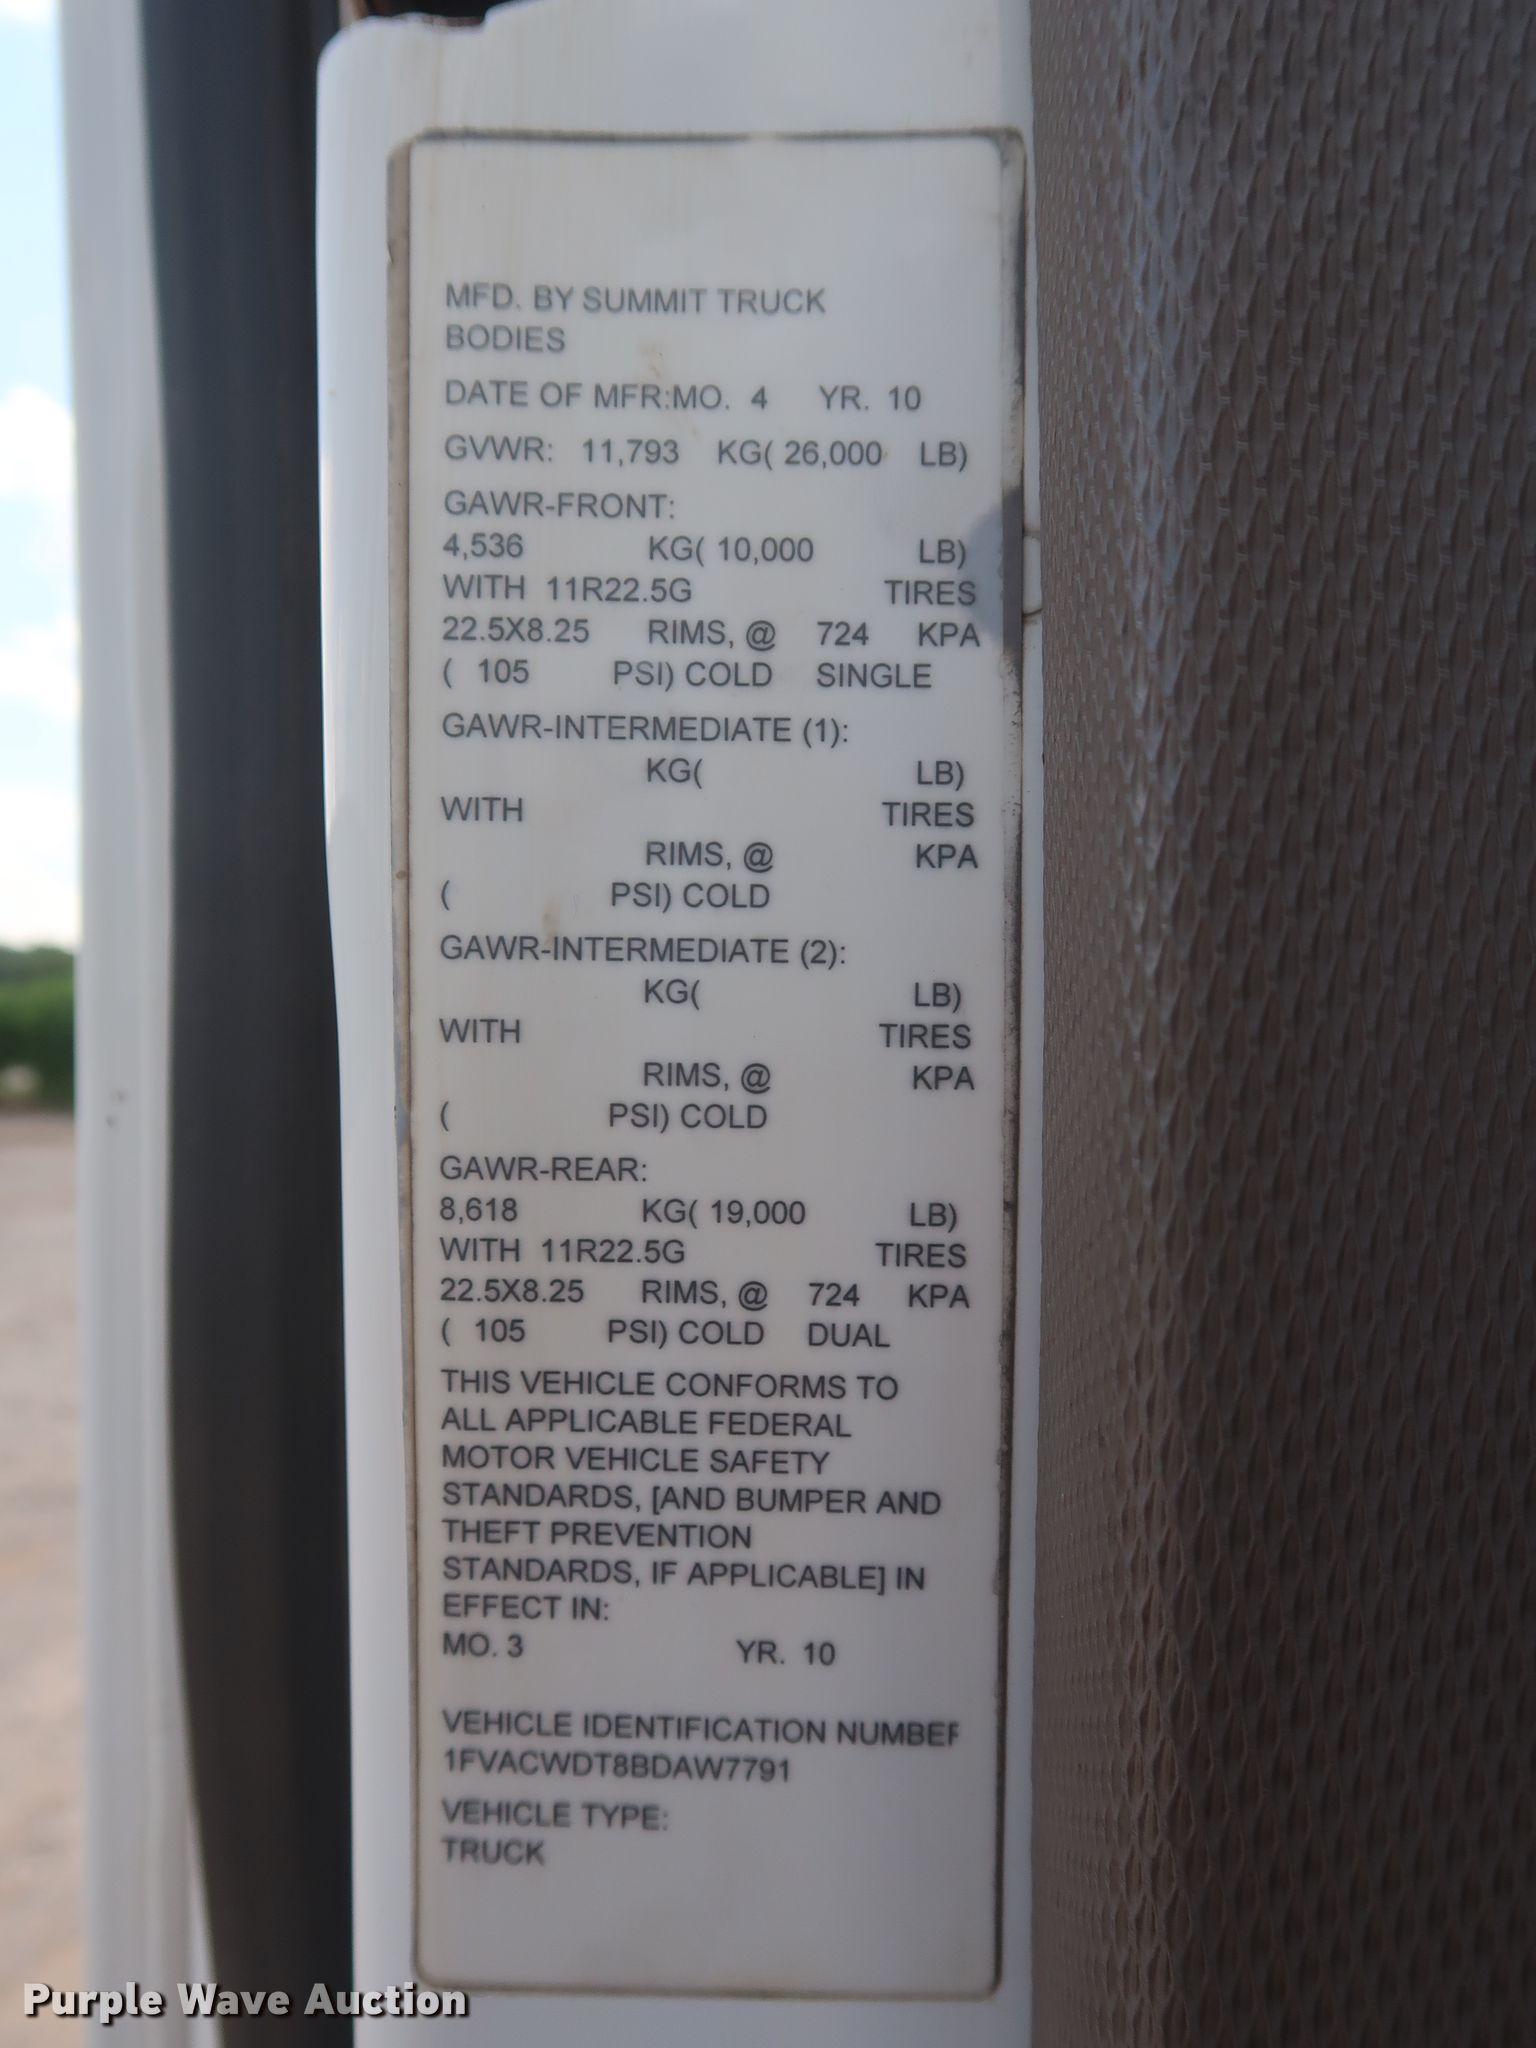 MFD. BY SUMMIT TRUCK
BODIES
DATE OF MFR:MO. 4 YR. 10
GVWR: 11,793 KG( 26,000 LB)
GAWR-FRONT:
4,536 KG( 10,000 LB)
WITH 11R22.5G TIRES
22.5X8.25 RIMS, @ 724 KPA
( 105 PSI) COLD SINGLE
GAWR-INTERMEDIATE (1):
KG( LB)
WITH TIRES
RIMS, @ KPA
( PSI) COLD
GAWR-INTERMEDIATE (2):
KG( LB)
WITH TIRES
RIMS, @ KPA
( PSI) COLD
GAWR-REAR:
8,618 KG( 19,000 LB)
WITH 11R22.5G TIRES
22.5X8.25 RIMS, @ 724 KPA
( 105 PSI) COLD DUAL
THIS VEHICLE CONFORMS TO
ALL APPLICABLE FEDERAL
MOTOR VEHICLE SAFETY
STANDARDS, [AND BUMPER AND
THEFT PREVENTION
STANDARDS, IF APPLICABLE] IN
EFFECT IN:
MO. 3 YR. 10
VEHICLE IDENTIFICATION NUMBER
1FVACWDT8BDAW7791
VEHICLE TYPE:
TRUCK
Purple Wave Auction